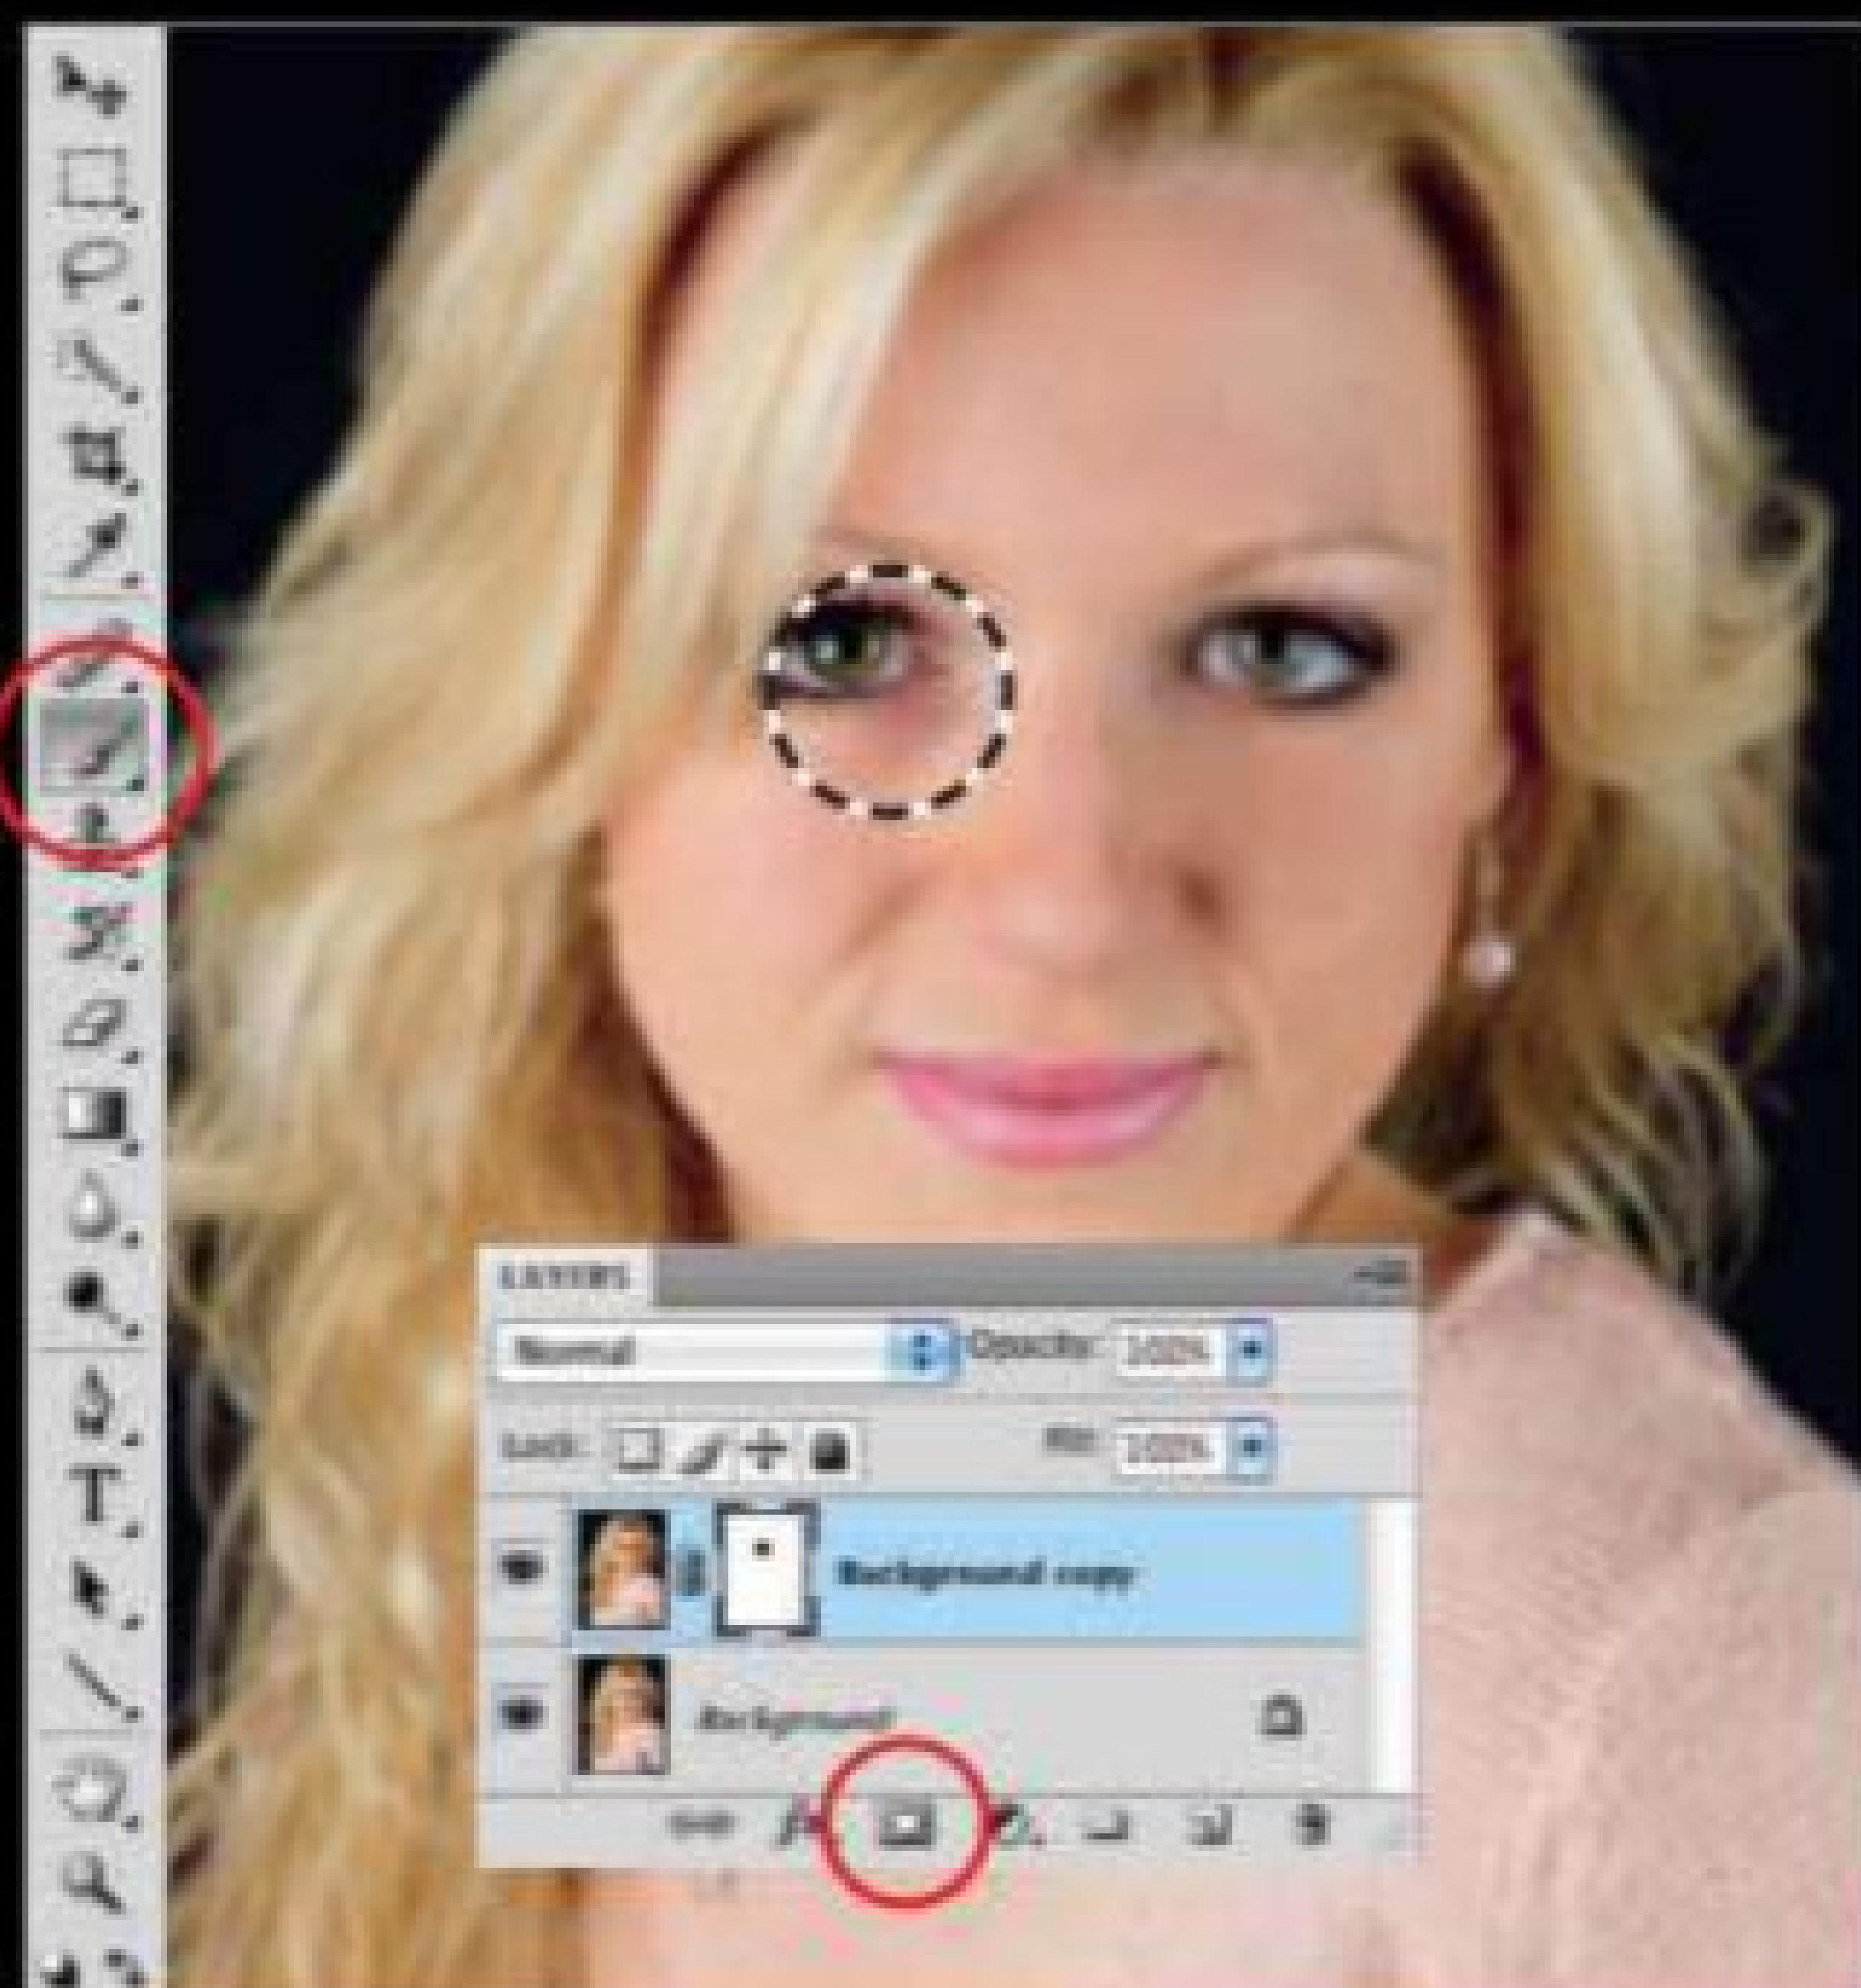 LAYERS
Normal
Opacity: 100%
Lock:
Fill: 100%
Background copy
Background